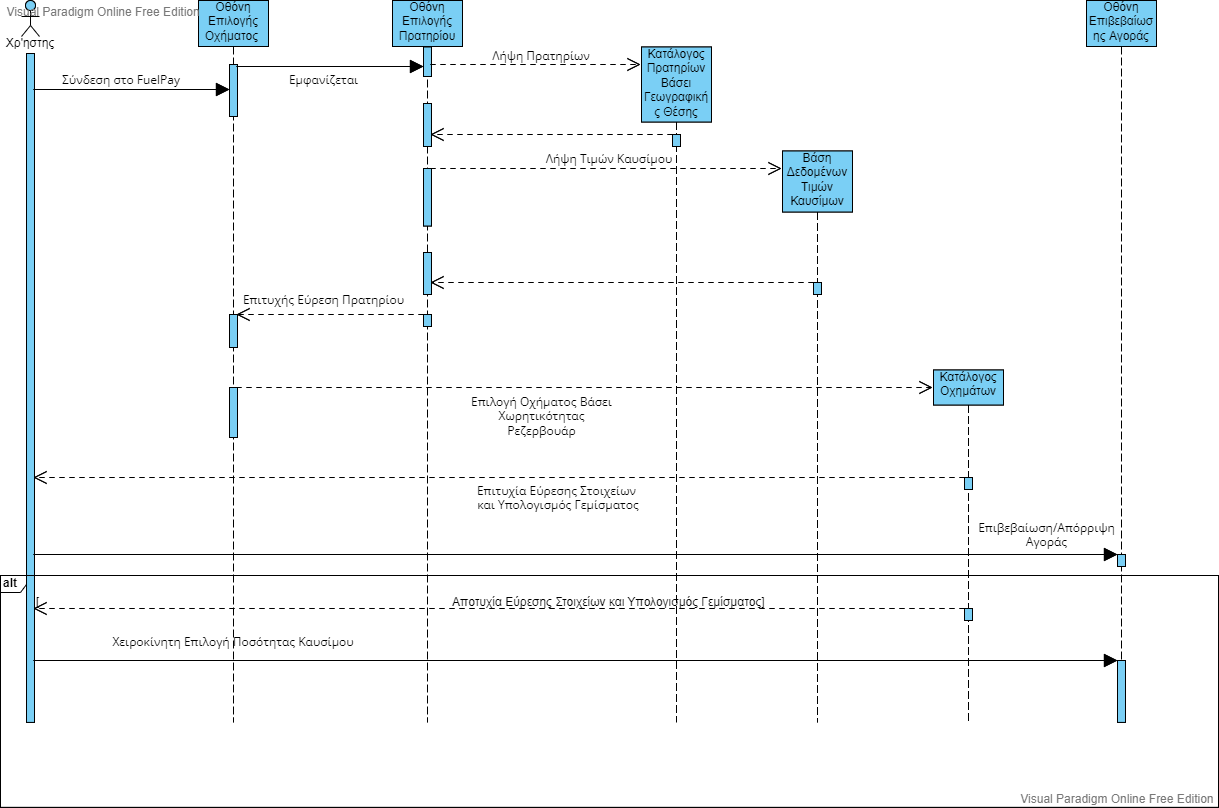 Visual Paradigm Online Free Edition
Χρήστης
Οθόνη
Επιλογής
Οχήματος
Οθόνη
Επιλογής
Πρατηρίου
Οθόνη
Επιβεβαίωσ
ης Αγοράς
Κατάλογος
Πρατηρίων
Βάσει
Γεωγραφική
ς Θέσης
Λήψη Πρατηρίων
Σύνδεση στο FuelPay
Εμφανίζεται
Λήψη Τιμών Καυσίμου
Βάση
Δεδομένων
Τιμών
Καυσίμων
Επιτυχής Εύρεση Πρατηρίου
Κατάλογος
Οχημάτων
Επιλογή Οχήματος Βάσει
Χωρητικότητας
Ρεζερβουάρ
Επιτυχία Εύρεσης Στοιχείων
και Υπολογισμός Γεμίσματος
Επιβεβαίωση/Απόρριψη
Αγοράς
alt
[ Αποτυχία Εύρεσης Στοιχείων και Υπολογισμός Γεμίσματος]
Χειροκίνητη Επιλογή Ποσότητας Καυσίμου
Visual Paradigm Online Free Edition